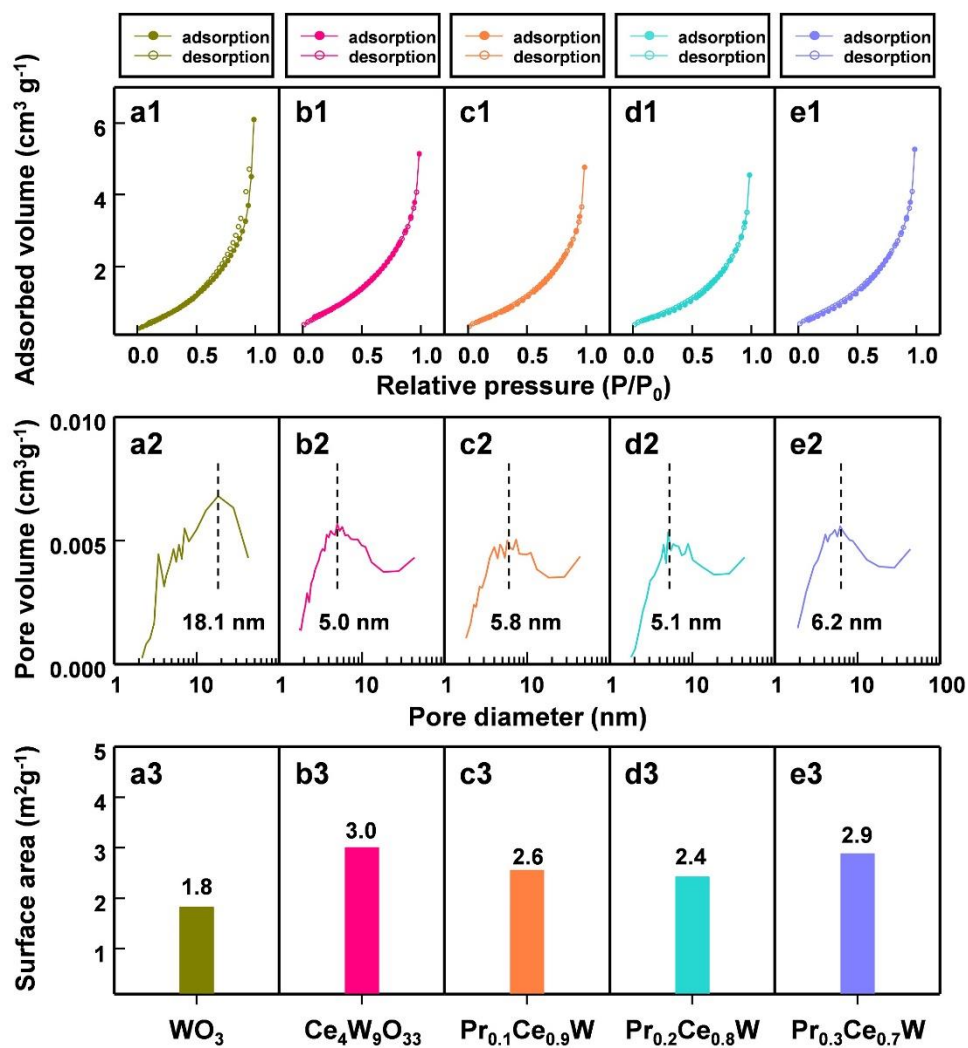 adsorption adsorption adsorption adsorption adsorption
desorption desorption desorption desorption desorption
Adsorbed volume (cm³ g⁻¹)
a1 b1 c1 d1 e1
6
4
2
0.0 0.5 1.0 0.0 0.5 1.0 0.0 0.5 1.0 0.0 0.5 1.0 0.0 0.5 1.0
Relative pressure (P/P₀)
Pore volume (cm³g⁻¹)
0.010
a2 b2 c2 d2 e2
0.005
18.1 nm 5.0 nm 5.8 nm 5.1 nm 6.2 nm
0.000
1 10 1 10 1 10 1 10 1 10 100
Pore diameter (nm)
Surface area (m²g⁻¹)
5
a3 b3 c3 d3 e3
4
3
2
1
1.8 3.0 2.6 2.4 2.9
WO₃ Ce₄W₉O₃₃ Pr₀.₁Ce₀.₉W Pr₀.₂Ce₀.₈W Pr₀.₃Ce₀.₇W